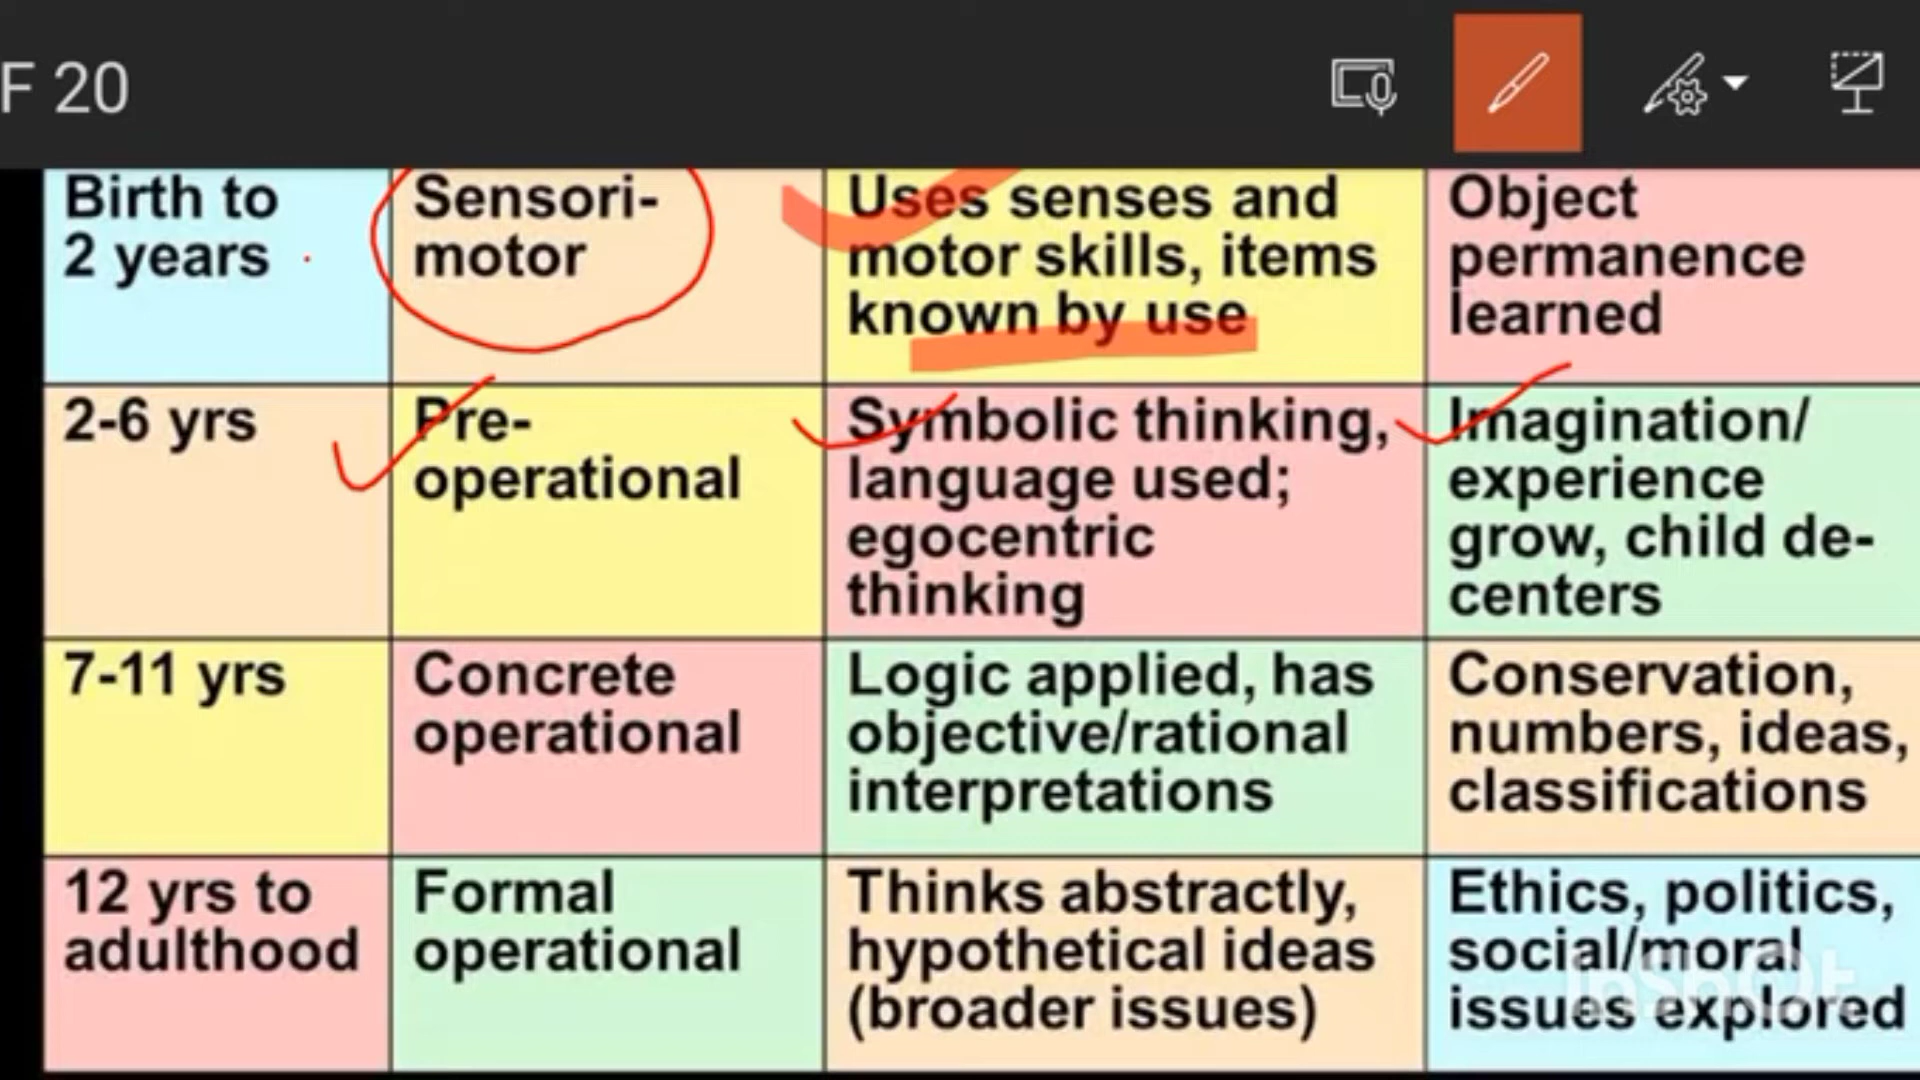 F 20
Birth to
2 years
Sensori-
motor
Uses senses and
motor skills, items
known by use
Object
permanence
learned
2-6 yrs
Pre-
operational
Symbolic thinking,
language used;
egocentric
thinking
Imagination/
experience
grow, child de-
centers
7-11 yrs
Concrete
operational
Logic applied, has
objective/rational
interpretations
Conservation,
numbers, ideas,
classifications
12 yrs to
adulthood
Formal
operational
Thinks abstractly,
hypothetical ideas
(broader issues)
Ethics, politics,
social/moral
issues explored
InShOt